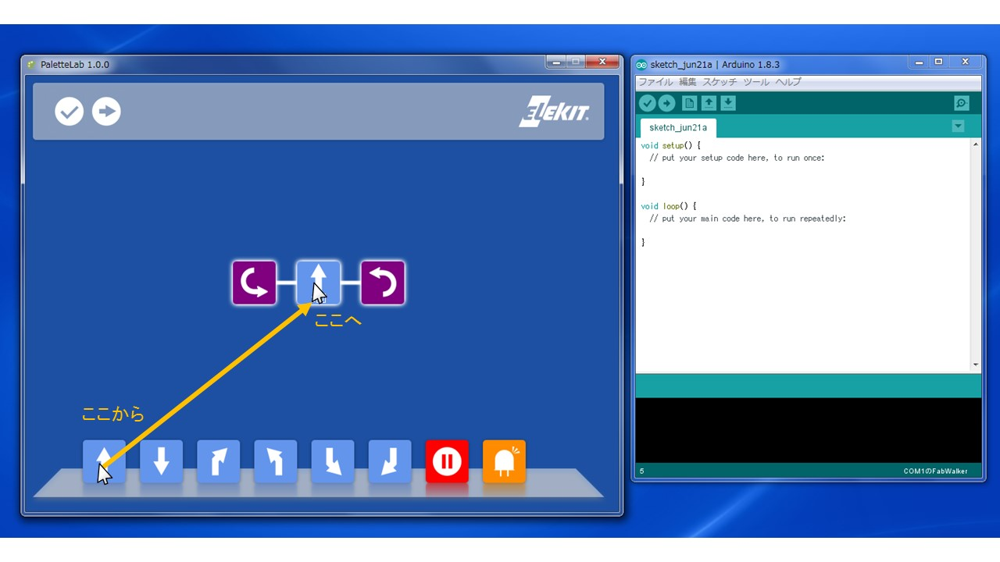 PaletteLab 1.0.0
ELEKIT.
ここへ
ここから
sketch_jun21a | Arduino 1.8.3
ファイル 編集 スケッチ ツール ヘルプ
sketch_jun21a
void setup() {
// put your setup code here, to run once:
}
void loop() {
// put your main code here, to run repeatedly:
}
5
COM1のFabWalker